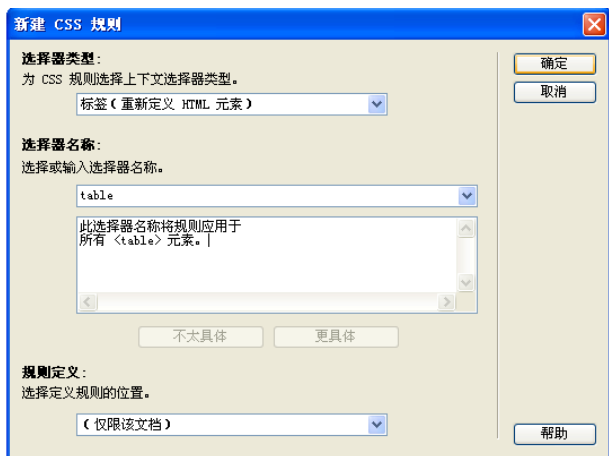 新建 CSS 规则
选择器类型:
为 CSS 规则选择上下文选择器类型。
标签(重新定义 HTML 元素)
选择器名称:
选择或输入选择器名称。
table
此选择器名称将规则应用于
所有 <table> 元素。
不太具体 更具体
规则定义:
选择定义规则的位置。
(仅限该文档)
确定
取消
帮助